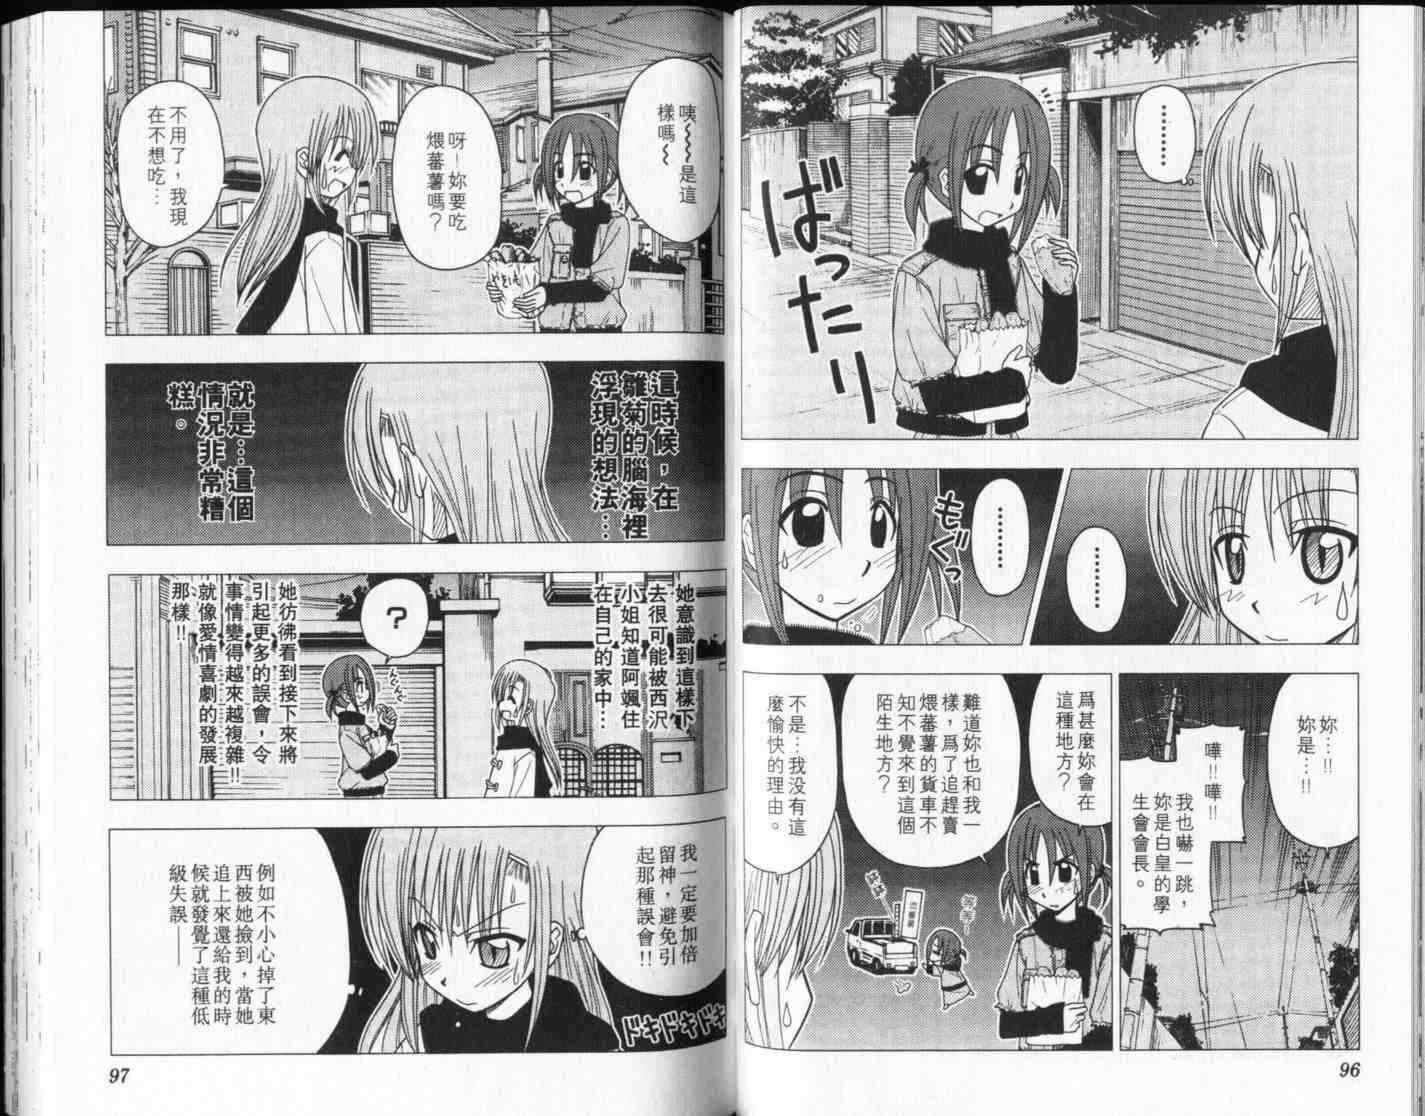 ………
ばったり
………
………
もぐっ
妳…!!
妳是…!!
嘩!!嘩!!
我也嚇一跳，
妳是白皇的學
生會會長。
爲甚麼妳會在
這種地方？
難道妳也和我一
樣，爲了追趕賣
煨蕃薯的貨車不
知不覺來到這個
陌生地方？
等等~
不是…我没有這
麼愉快的理由。
96
咦~~是這
樣嗎~
呀！妳要吃
煨蕃薯嗎？
不用了，我現
在不想吃…
這時候，在
雛菊的腦海裡
浮現的想法…
就是…這個
情況非常糟
糕。
她意識到這樣下
去很可能被西沢
小姐知道阿颯住
在自己的家中…
？
她彷彿看到接下來將
引起更多的誤會，令
事情變得越來越複雜!!
就像愛情喜劇的發展
那樣!!
我一定要加倍
留神，避免引
起那種誤會!!
ドキドキドキ
例如不小心掉了東
西被她撿到，當她
追上來還給我的時
候就發覺了這種低
級失誤——
97